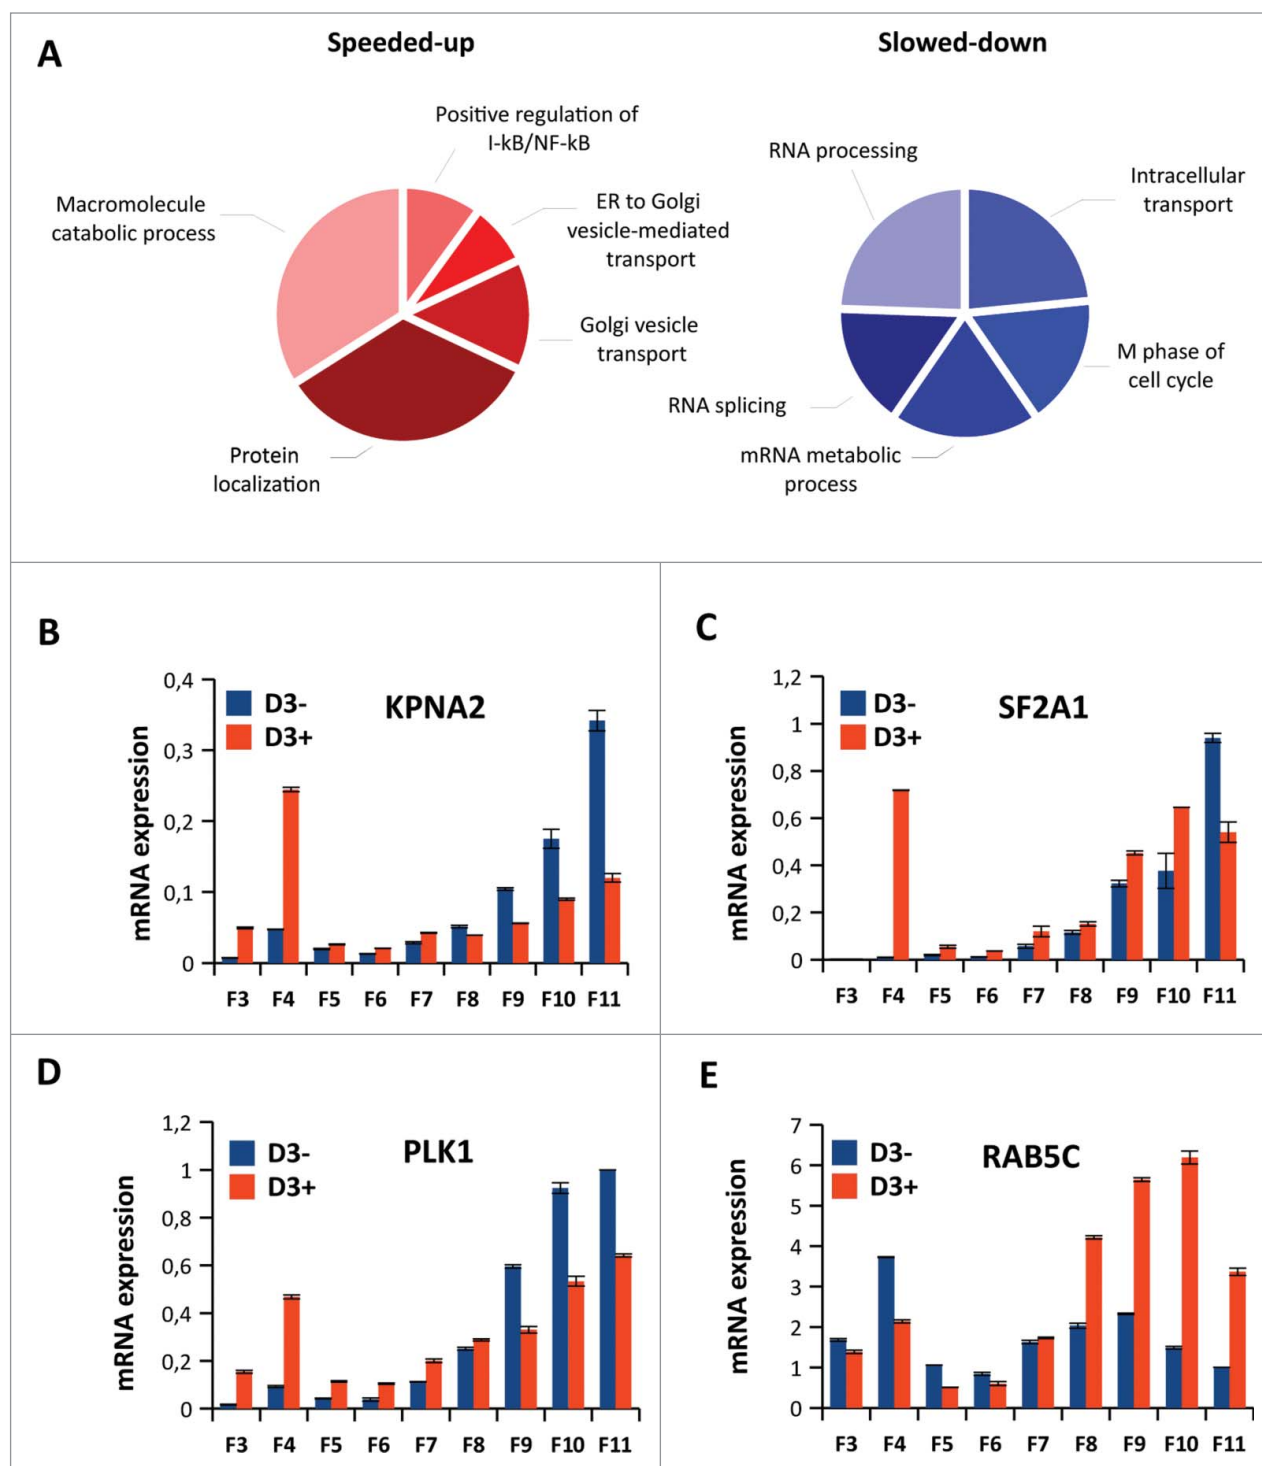 A
Speeded-up
Slowed-down
Positive regulation of
I-kB/NF-kB
Macromolecule
catabolic process
ER to Golgi
vesicle-mediated
transport
Golgi vesicle
transport
Protein
localization
RNA processing
Intracellular
transport
M phase of
cell cycle
RNA splicing
mRNA metabolic
process
B
KPNA2
D3-
D3+
mRNA expression
0,4
0,3
0,2
0,1
0
F3 F4 F5 F6 F7 F8 F9 F10 F11
C
SF2A1
D3-
D3+
mRNA expression
1,2
1
0,8
0,6
0,4
0,2
0
F3 F4 F5 F6 F7 F8 F9 F10 F11
D
PLK1
D3-
D3+
mRNA expression
1,2
1
0,8
0,6
0,4
0,2
0
F3 F4 F5 F6 F7 F8 F9 F10 F11
E
RAB5C
D3-
D3+
mRNA expression
7
6
5
4
3
2
1
0
F3 F4 F5 F6 F7 F8 F9 F10 F11